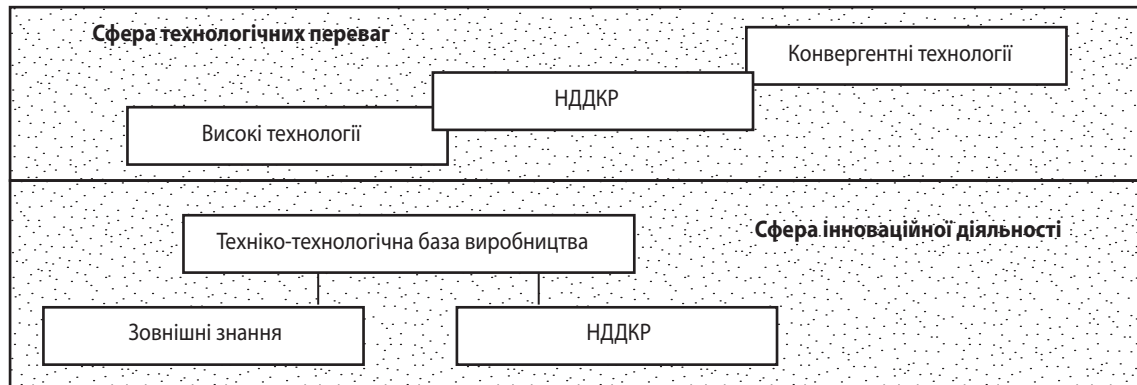 Сфера технологічних переваг
Конвергентні технології
НДДКР
Високі технології
Техніко-технологічна база виробництва
Сфера інноваційної діяльності
Зовнішні знання
НДДКР